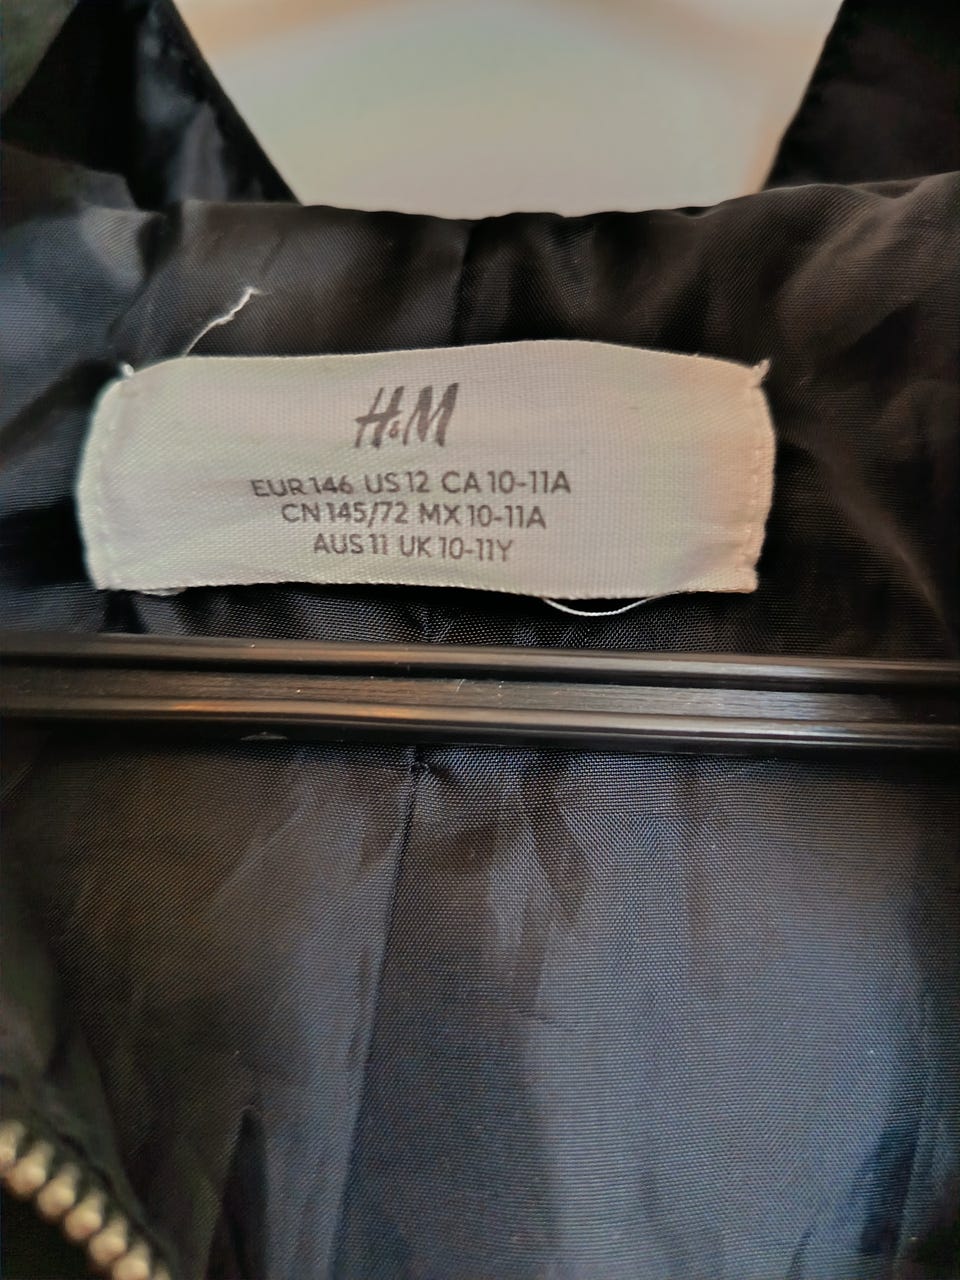 H&M
EUR 146 US 12 CA 10-11A
CN 145/72 MX 10-11A
AUS 11 UK 10-11Y